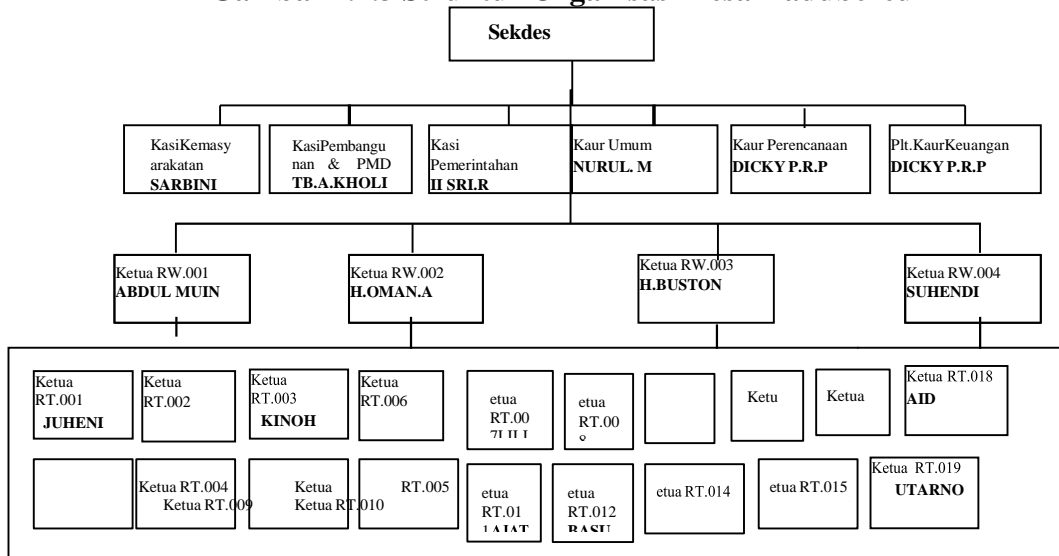 Sekdes
KasiKemasy
arakatan
SARBINI
KasiPembangu
nan & PMD
TB.A.KHOLI
Kasi
Pemerintahan
II SRI.R
Kaur Umum
NURUL. M
Kaur Perencanaan
DICKY P.R.P
Plt.KaurKeuangan
DICKY P.R.P
Ketua RW.001
ABDUL MUIN
Ketua RW.002
H.OMAN.A
Ketua RW.003
H.BUSTON
Ketua RW.004
SUHENDI
Ketua
RT.001
JUHENI
Ketua
RT.002
Ketua
RT.003
KINOH
Ketua
RT.006
etua
RT.00
etua
RT.00
Ketu
Ketua
Ketua RT.018
AID
Ketua RT.004
Ketua RT.009
Ketua
Ketua RT.010
RT.005
etua
RT.01
etua
RT.012
BASU
etua RT.014
etua RT.015
Ketua RT.019
UTARNO